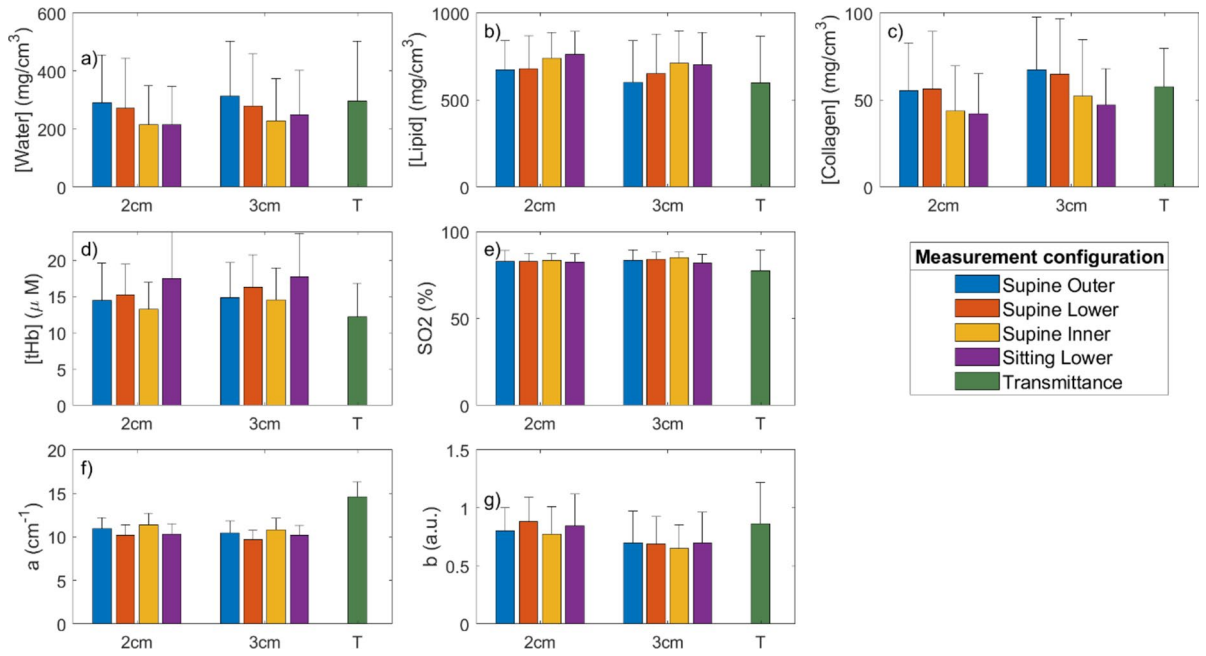 a)
[Water] (mg/cm³)
600
400
200
0
2cm 3cm T
b)
[Lipid] (mg/cm³)
1000
500
0
2cm 3cm T
c)
[Collagen] (mg/cm³)
100
50
0
2cm 3cm T
d)
[tHb] (μ M)
20
15
10
5
0
2cm 3cm T
e)
SO2 (%)
100
50
0
2cm 3cm T
Measurement configuration
Supine Outer
Supine Lower
Supine Inner
Sitting Lower
Transmittance
f)
a (cm⁻¹)
20
15
10
5
0
2cm 3cm T
g)
b (a.u.)
1.5
1
0.5
0
2cm 3cm T